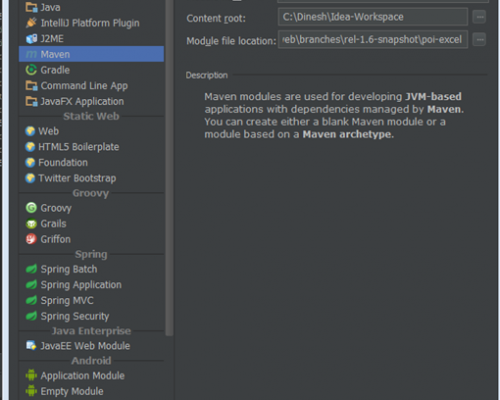 Java
IntelliJ Platform Plugin
J2ME
Maven
Gradle
Command Line App
JavaFX Application
Static Web
Web
HTML5 Boilerplate
Foundation
Twitter Bootstrap
Groovy
Groovy
Grails
Griffon
Spring
Spring Batch
Spring Application
Spring MVC
Spring Security
Java Enterprise
JavaEE Web Module
Android
Application Module
Empty Module
Content root: C:\Dinesh\Idea-Workspace
Module file location: eb\branches\rel-1.6-snapshot\poi-excel
Description
Maven modules are used for developing JVM-based
applications with dependencies managed by Maven.
You can create either a blank Maven module or a
module based on a Maven archetype.